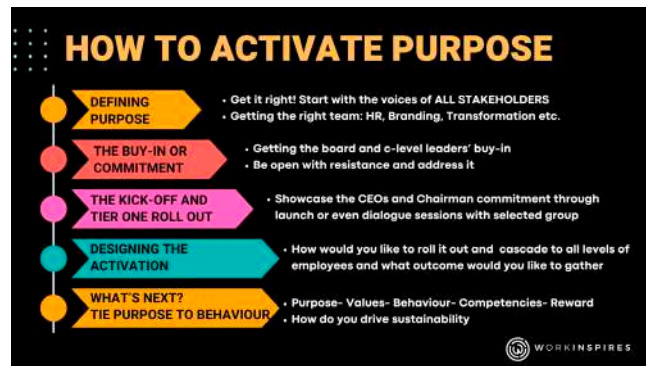 HOW TO ACTIVATE PURPOSE
DEFINING
PURPOSE
• Get it right! Start with the voices of ALL STAKEHOLDERS
• Getting the right team: HR, Branding, Transformation etc.
THE BUY-IN OR
COMMITMENT
• Getting the board and c-level leaders' buy-in
• Be open with resistance and address it
THE KICK-OFF AND
TIER ONE ROLL OUT
• Showcase the CEOs and Chairman commitment through
launch or even dialogue sessions with selected group
DESIGNING THE
ACTIVATION
• How would you like to roll it out and cascade to all levels of
employees and what outcome would you like to gather
WHAT'S NEXT?
TIE PURPOSE TO BEHAVIOUR
• Purpose- Values- Behaviour- Competencies- Reward
• How do you drive sustainability
WORKINSPIRES